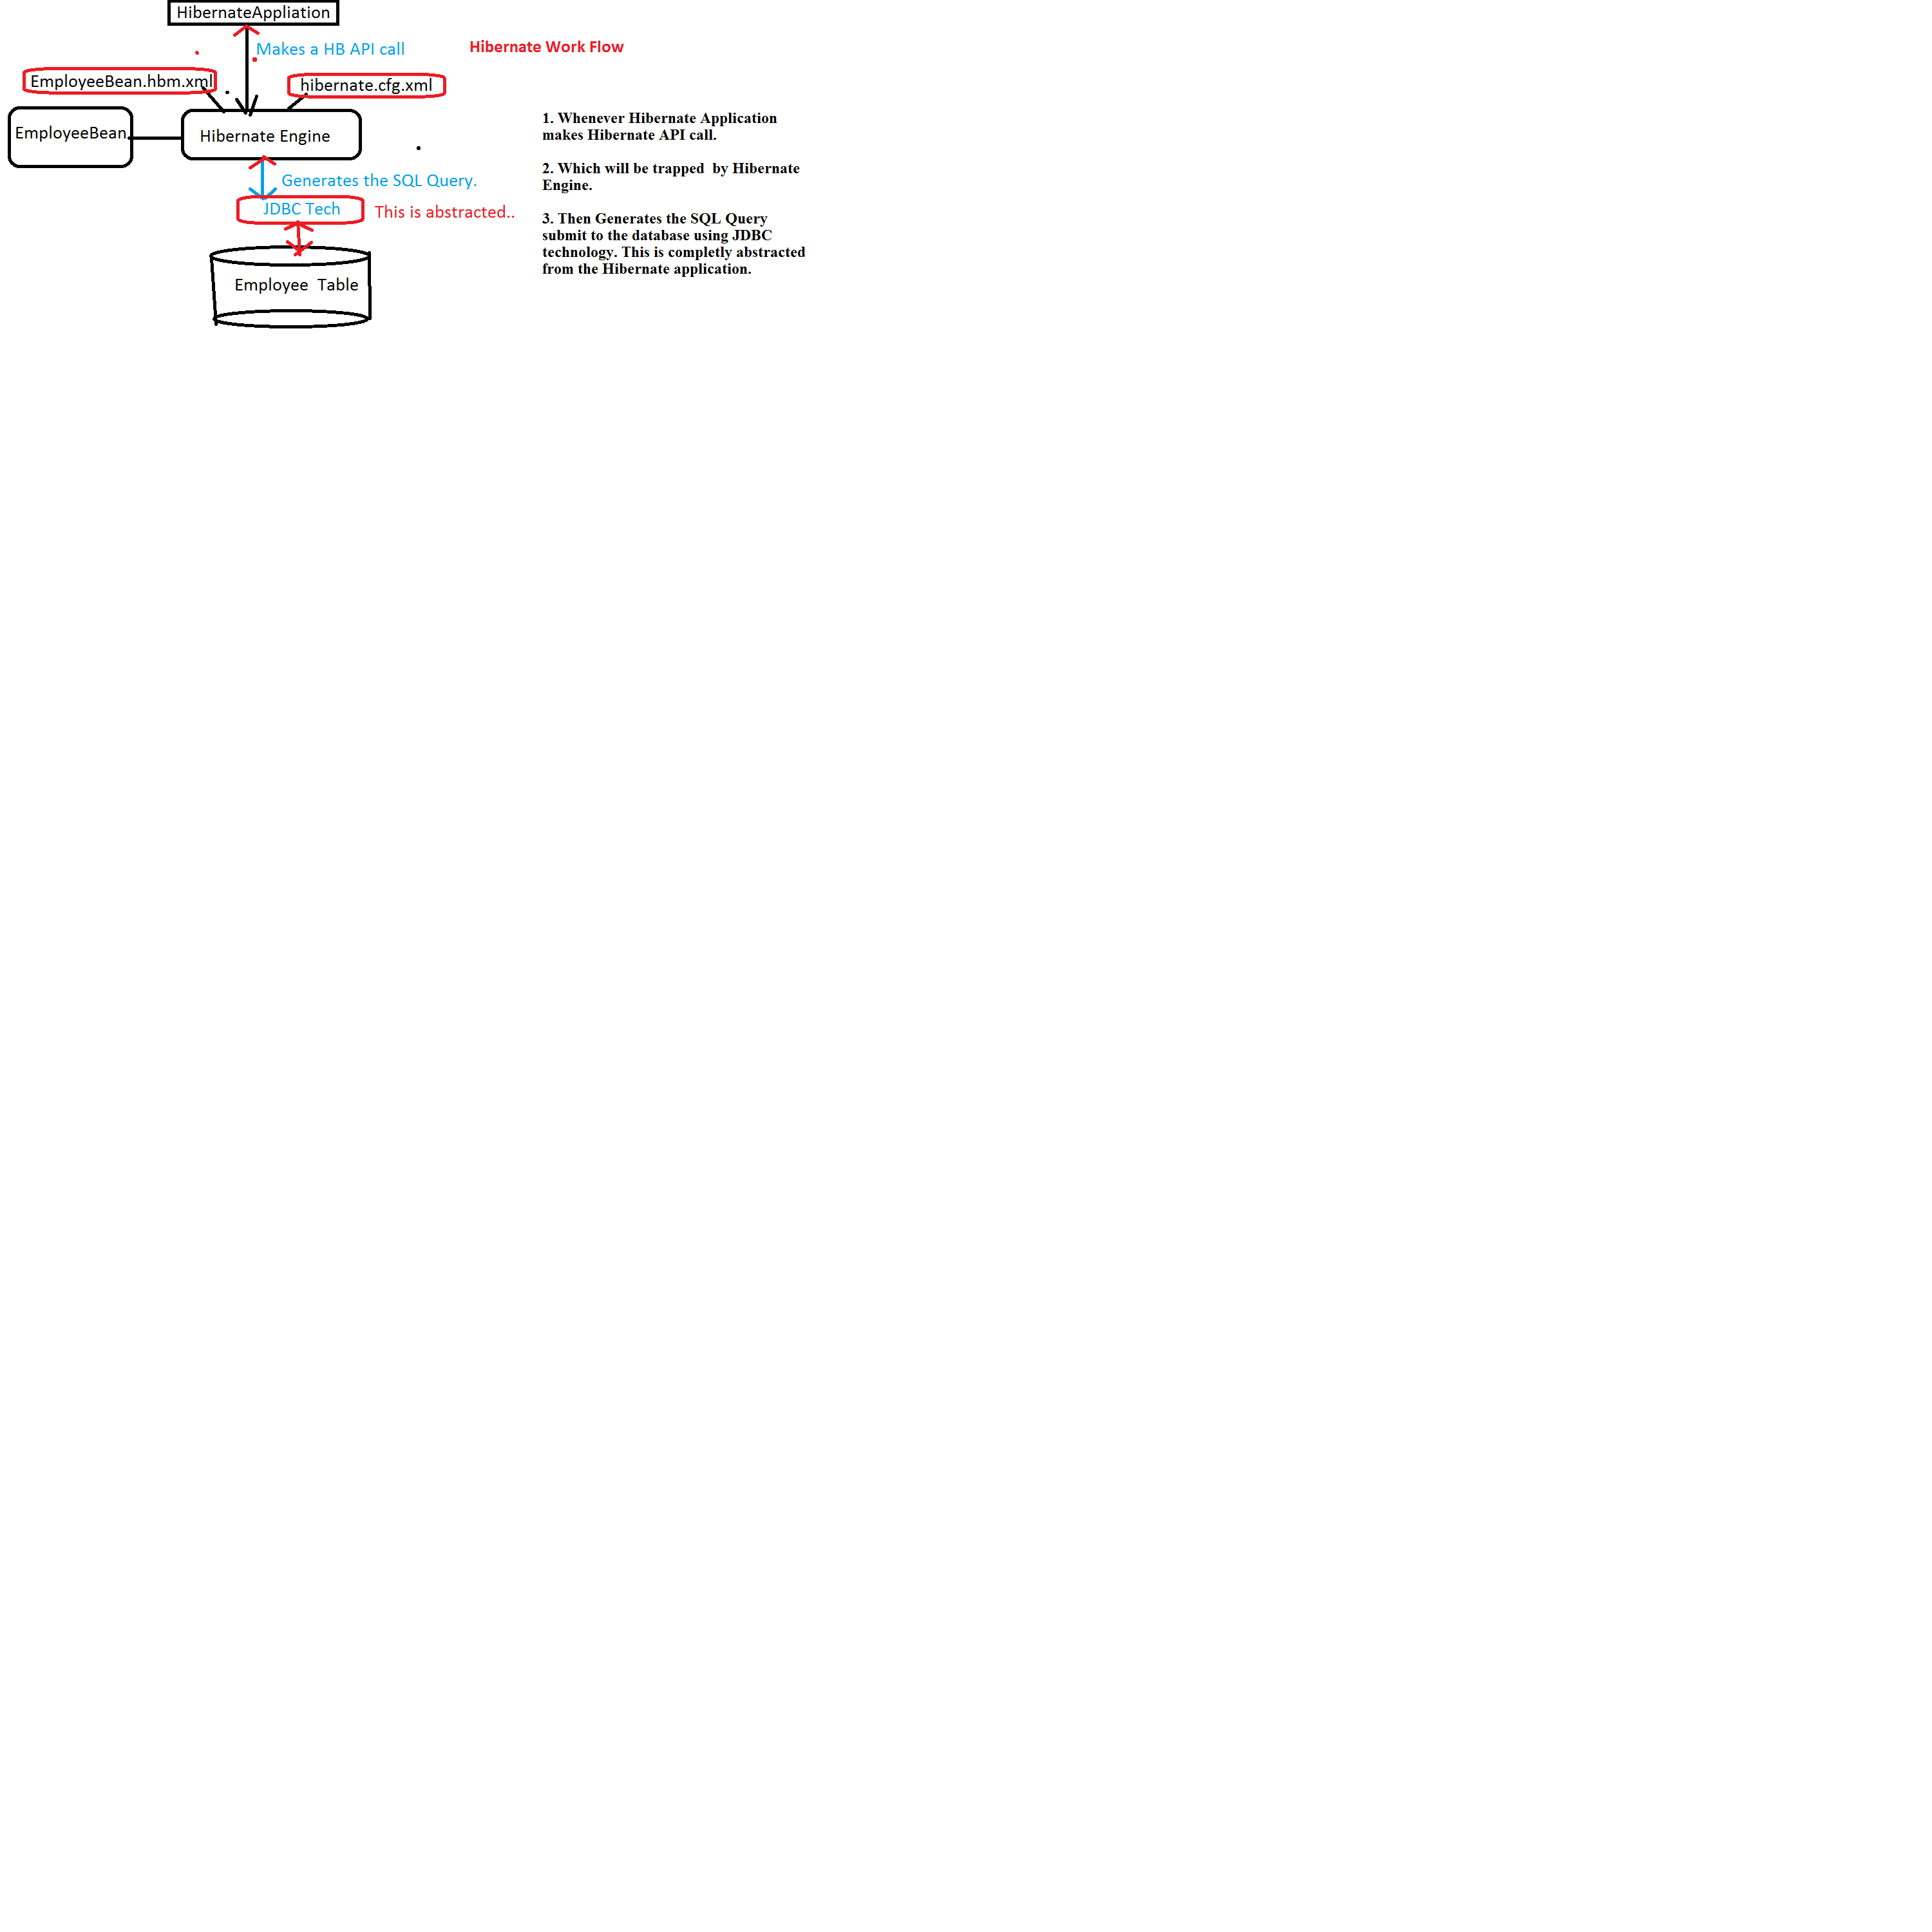 HibernateAppliation
Makes a HB API call
Hibernate Work Flow
EmployeeBean.hbm.xml
hibernate.cfg.xml
EmployeeBean
Hibernate Engine
Generates the SQL Query.
JDBC Tech
This is abstracted..
Employee  Table
1. Whenever Hibernate Application
makes Hibernate API call.
2. Which will be trapped  by Hibernate
Engine.
3. Then Generates the SQL Query
submit to the database using JDBC
technology. This is completly abstracted
from the Hibernate application.